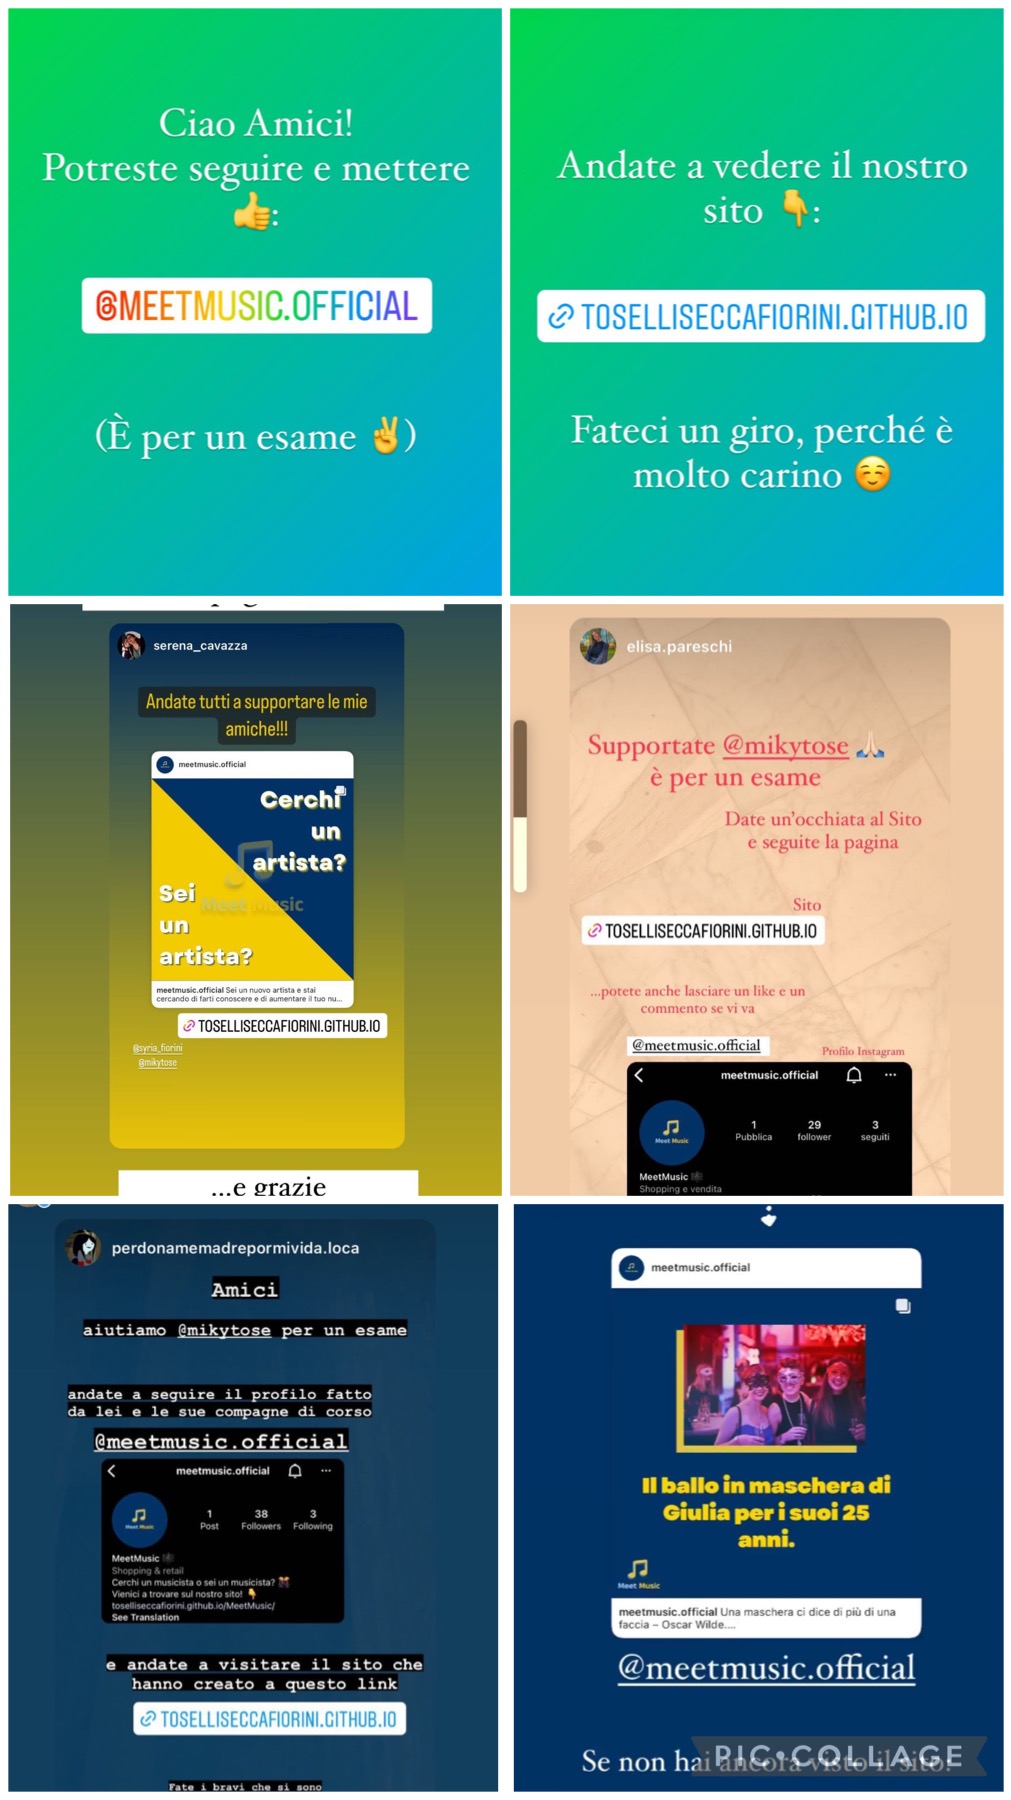 Ciao Amici!
Potreste seguire e mettere
👍:
@MEETMUSIC.OFFICIAL
(È per un esame ✌️)
Andate a vedere il nostro
sito 👇:
TOSELLISECCAFIORINI.GITHUB.IO
Fateci un giro, perché è
molto carino ☺️
serena_cavazza
Andate tutti a supportare le mie
amiche!!!
meetmusic.official
Cerchi
un
artista?
Sei
un
artista?
Meet Music
meetmusic.official Sei un nuovo artista e stai
cercando di farti conoscere e di aumentare il tuo nu...
TOSELLISECCAFIORINI.GITHUB.IO
@syria_fiorini
@mikytose
...e grazie
elisa.pareschi
Supportate @mikytose 🙏🏻
è per un esame
Date un'occhiata al Sito
e seguite la pagina
Sito
TOSELLISECCAFIORINI.GITHUB.IO
...potete anche lasciare un like e un
commento se vi va
@meetmusic.official
Profilo Instagram
meetmusic.official
Meet Music
1 29 3
Pubblica follower seguiti
MeetMusic
Shopping e vendita
perdonamemadrepormivida.loca
Amici
aiutiamo @mikytose per un esame
andate a seguire il profilo fatto
da lei e le sue compagne di corso
@meetmusic.official
meetmusic.official
Meet Music
1 38 3
Post Followers Following
MeetMusic
Shopping & retail
Cerchi un musicista o sei un musicista?
Vienici a trovare sul nostro sito! 👇
toselliseccafiorini.github.io/MeetMusic/
See Translation
e andate a visitare il sito che
hanno creato a questo link
TOSELLISECCAFIORINI.GITHUB.IO
Fate i bravi che si sono
meetmusic.official
Il ballo in maschera di
Giulia per i suoi 25
anni.
Meet Music
meetmusic.official Una maschera ci dice di più di una
faccia – Oscar Wilde....
@meetmusic.official
Se non hai ancora visto il sito:
PIC•COLLAGE